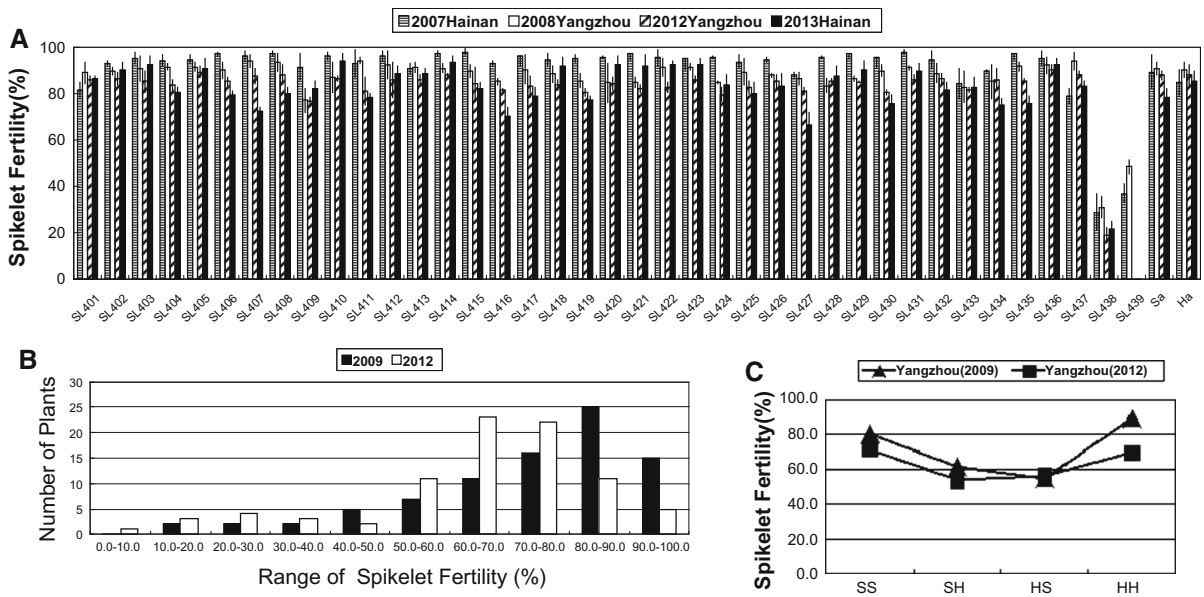 2007Hainan 2008Yangzhou 2012Yangzhou 2013Hainan
A
Spikelet Fertility(%)
100
80
60
40
20
0
SL401 SL402 SL403 SL404 SL405 SL406 SL407 SL408 SL409 SL410 SL411 SL412 SL413 SL414 SL415 SL416 SL417 SL418 SL419 SL420 SL421 SL422 SL423 SL424 SL425 SL426 SL427 SL428 SL429 SL430 SL431 SL432 SL433 SL434 SL435 SL436 SL437 SL438 SL439 Sa Ha
B
2009 2012
Number of Plants
30
25
20
15
10
5
0
0.0-10.0 10.0-20.0 20.0-30.0 30.0-40.0 40.0-50.0 50.0-60.0 60.0-70.0 70.0-80.0 80.0-90.0 90.0-100.0
Range of Spikelet Fertility (%)
C
Yangzhou(2009) Yangzhou(2012)
Spikelet Fertility(%)
100.0
80.0
60.0
40.0
20.0
0.0
SS SH HS HH